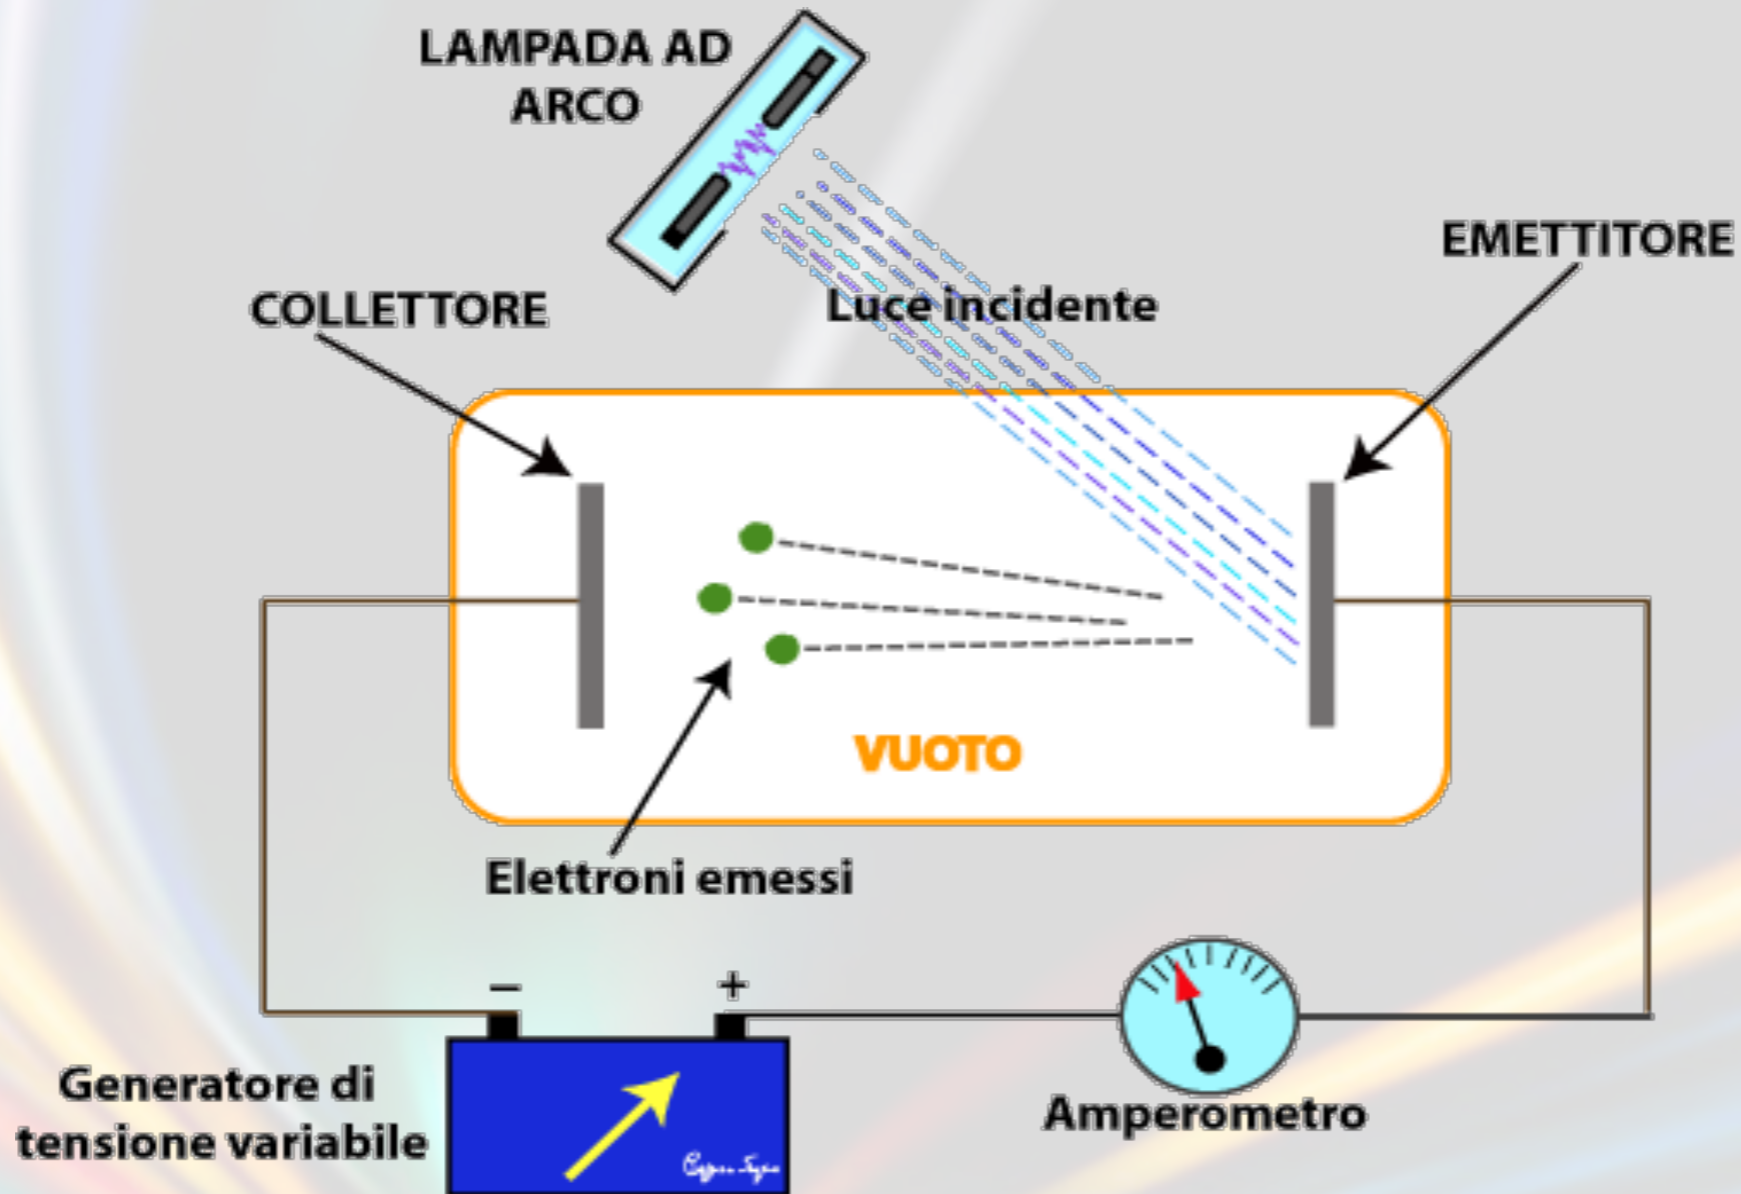 LAMPADA AD
ARCO
EMETTITORE
COLLETTORE
Luce incidente
VUOTO
Elettroni emessi
− +
Generatore di
tensione variabile
Amperometro